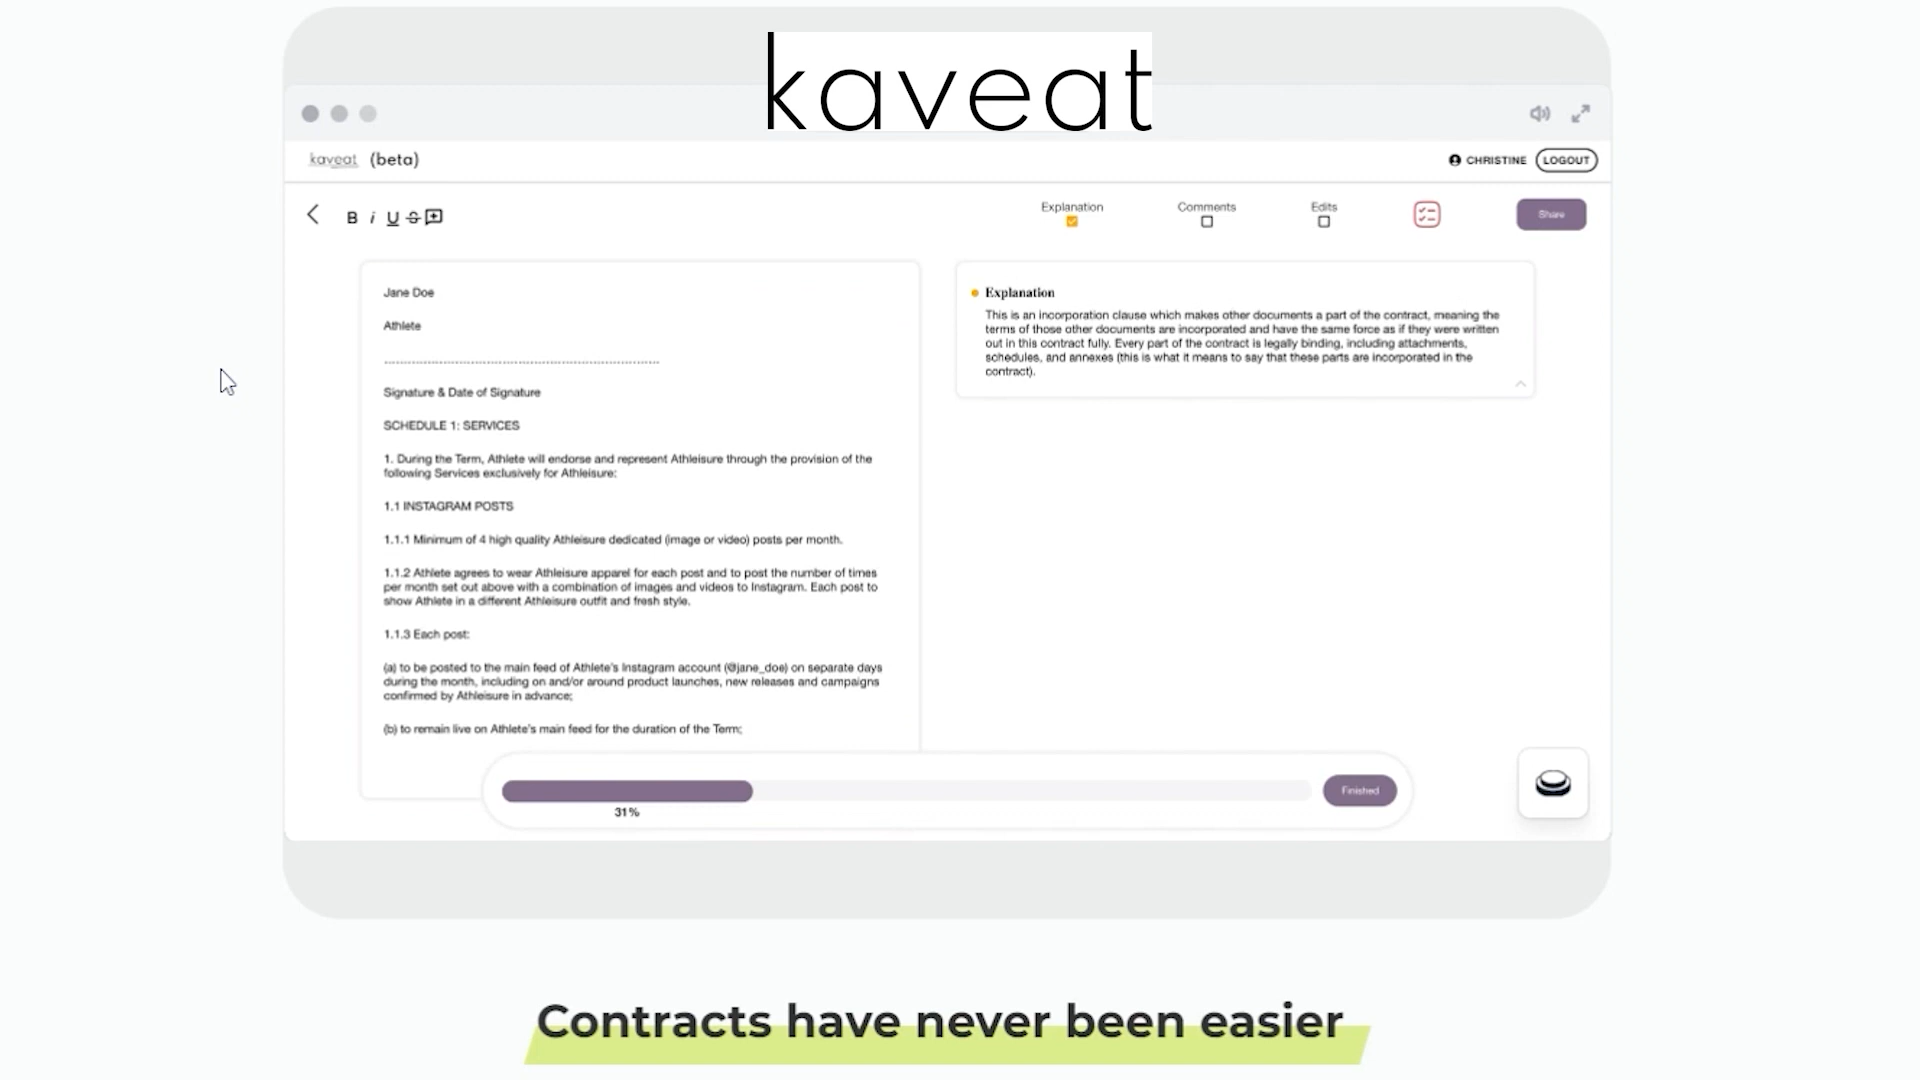 kaveat
kaveat (beta)
CHRISTINE LOGOUT
B i U S
Explanation Comments Edits
Share
Jane Doe
Athlete
Signature & Date of Signature
SCHEDULE 1: SERVICES
1. During the Term, Athlete will endorse and represent Athleisure through the provision of the
following Services exclusively for Athleisure:
1.1 INSTAGRAM POSTS
1.1.1 Minimum of 4 high quality Athleisure dedicated (image or video) posts per month.
1.1.2 Athlete agrees to wear Athleisure apparel for each post and to post the number of times
per month set out above with a combination of images and videos to Instagram. Each post to
show Athlete in a different Athleisure outfit and fresh style.
1.1.3 Each post:
(a) to be posted to the main feed of Athlete's Instagram account (@jane_doe) on separate days
during the month, including on and/or around product launches, new releases and campaigns
confirmed by Athleisure in advance;
(b) to remain live on Athlete's main feed for the duration of the Term;
Explanation
This is an incorporation clause which makes other documents a part of the contract, meaning the
terms of those other documents are incorporated and have the same force as if they were written
out in this contract fully. Every part of the contract is legally binding, including attachments,
schedules, and annexes (this is what it means to say that these parts are incorporated in the
contract).
31%
Finished
Contracts have never been easier